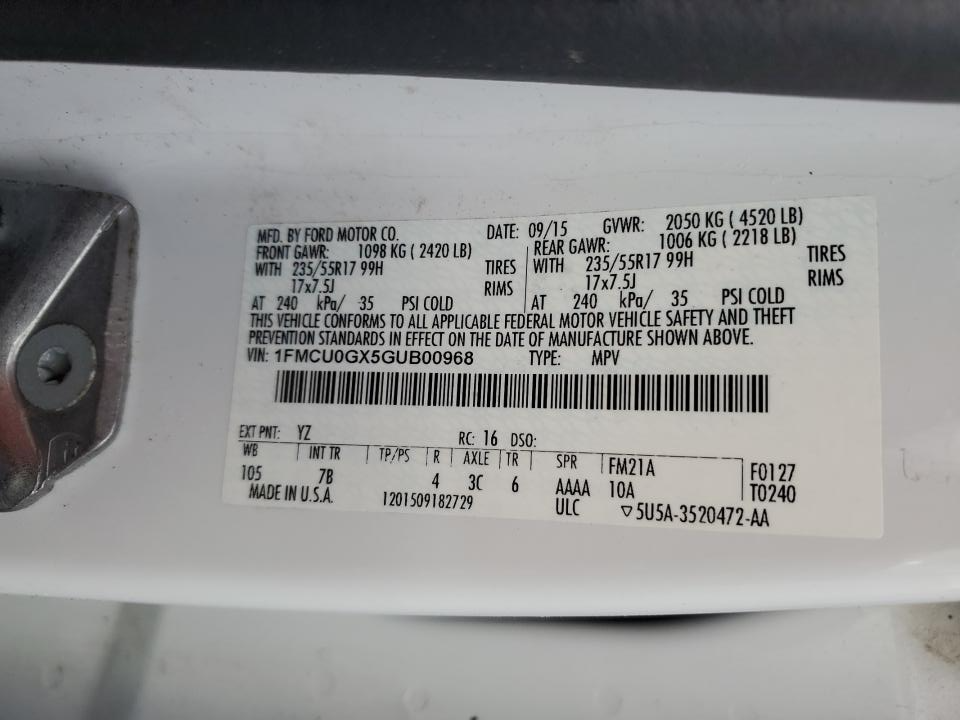 MFD. BY FORD MOTOR CO. DATE: 09/15 GVWR: 2050 KG ( 4520 LB)
FRONT GAWR: 1098 KG ( 2420 LB) REAR GAWR: 1006 KG ( 2218 LB)
WITH 235/55R17 99H TIRES WITH 235/55R17 99H TIRES
17x7.5J RIMS 17x7.5J RIMS
AT 240 kPa/ 35 PSI COLD AT 240 kPa/ 35 PSI COLD
THIS VEHICLE CONFORMS TO ALL APPLICABLE FEDERAL MOTOR VEHICLE SAFETY AND THEFT
PREVENTION STANDARDS IN EFFECT ON THE DATE OF MANUFACTURE SHOWN ABOVE.
VIN: 1FMCU0GX5GUB00968 TYPE: MPV
EXT PNT: YZ RC: 16 DSO:
WB INT TR TP/PS R AXLE TR SPR FM21A F0127
105 7B 4 3C 6 AAAA 10A T0240
MADE IN U.S.A. 1201509182729 ULC ▽5U5A-3520472-AA